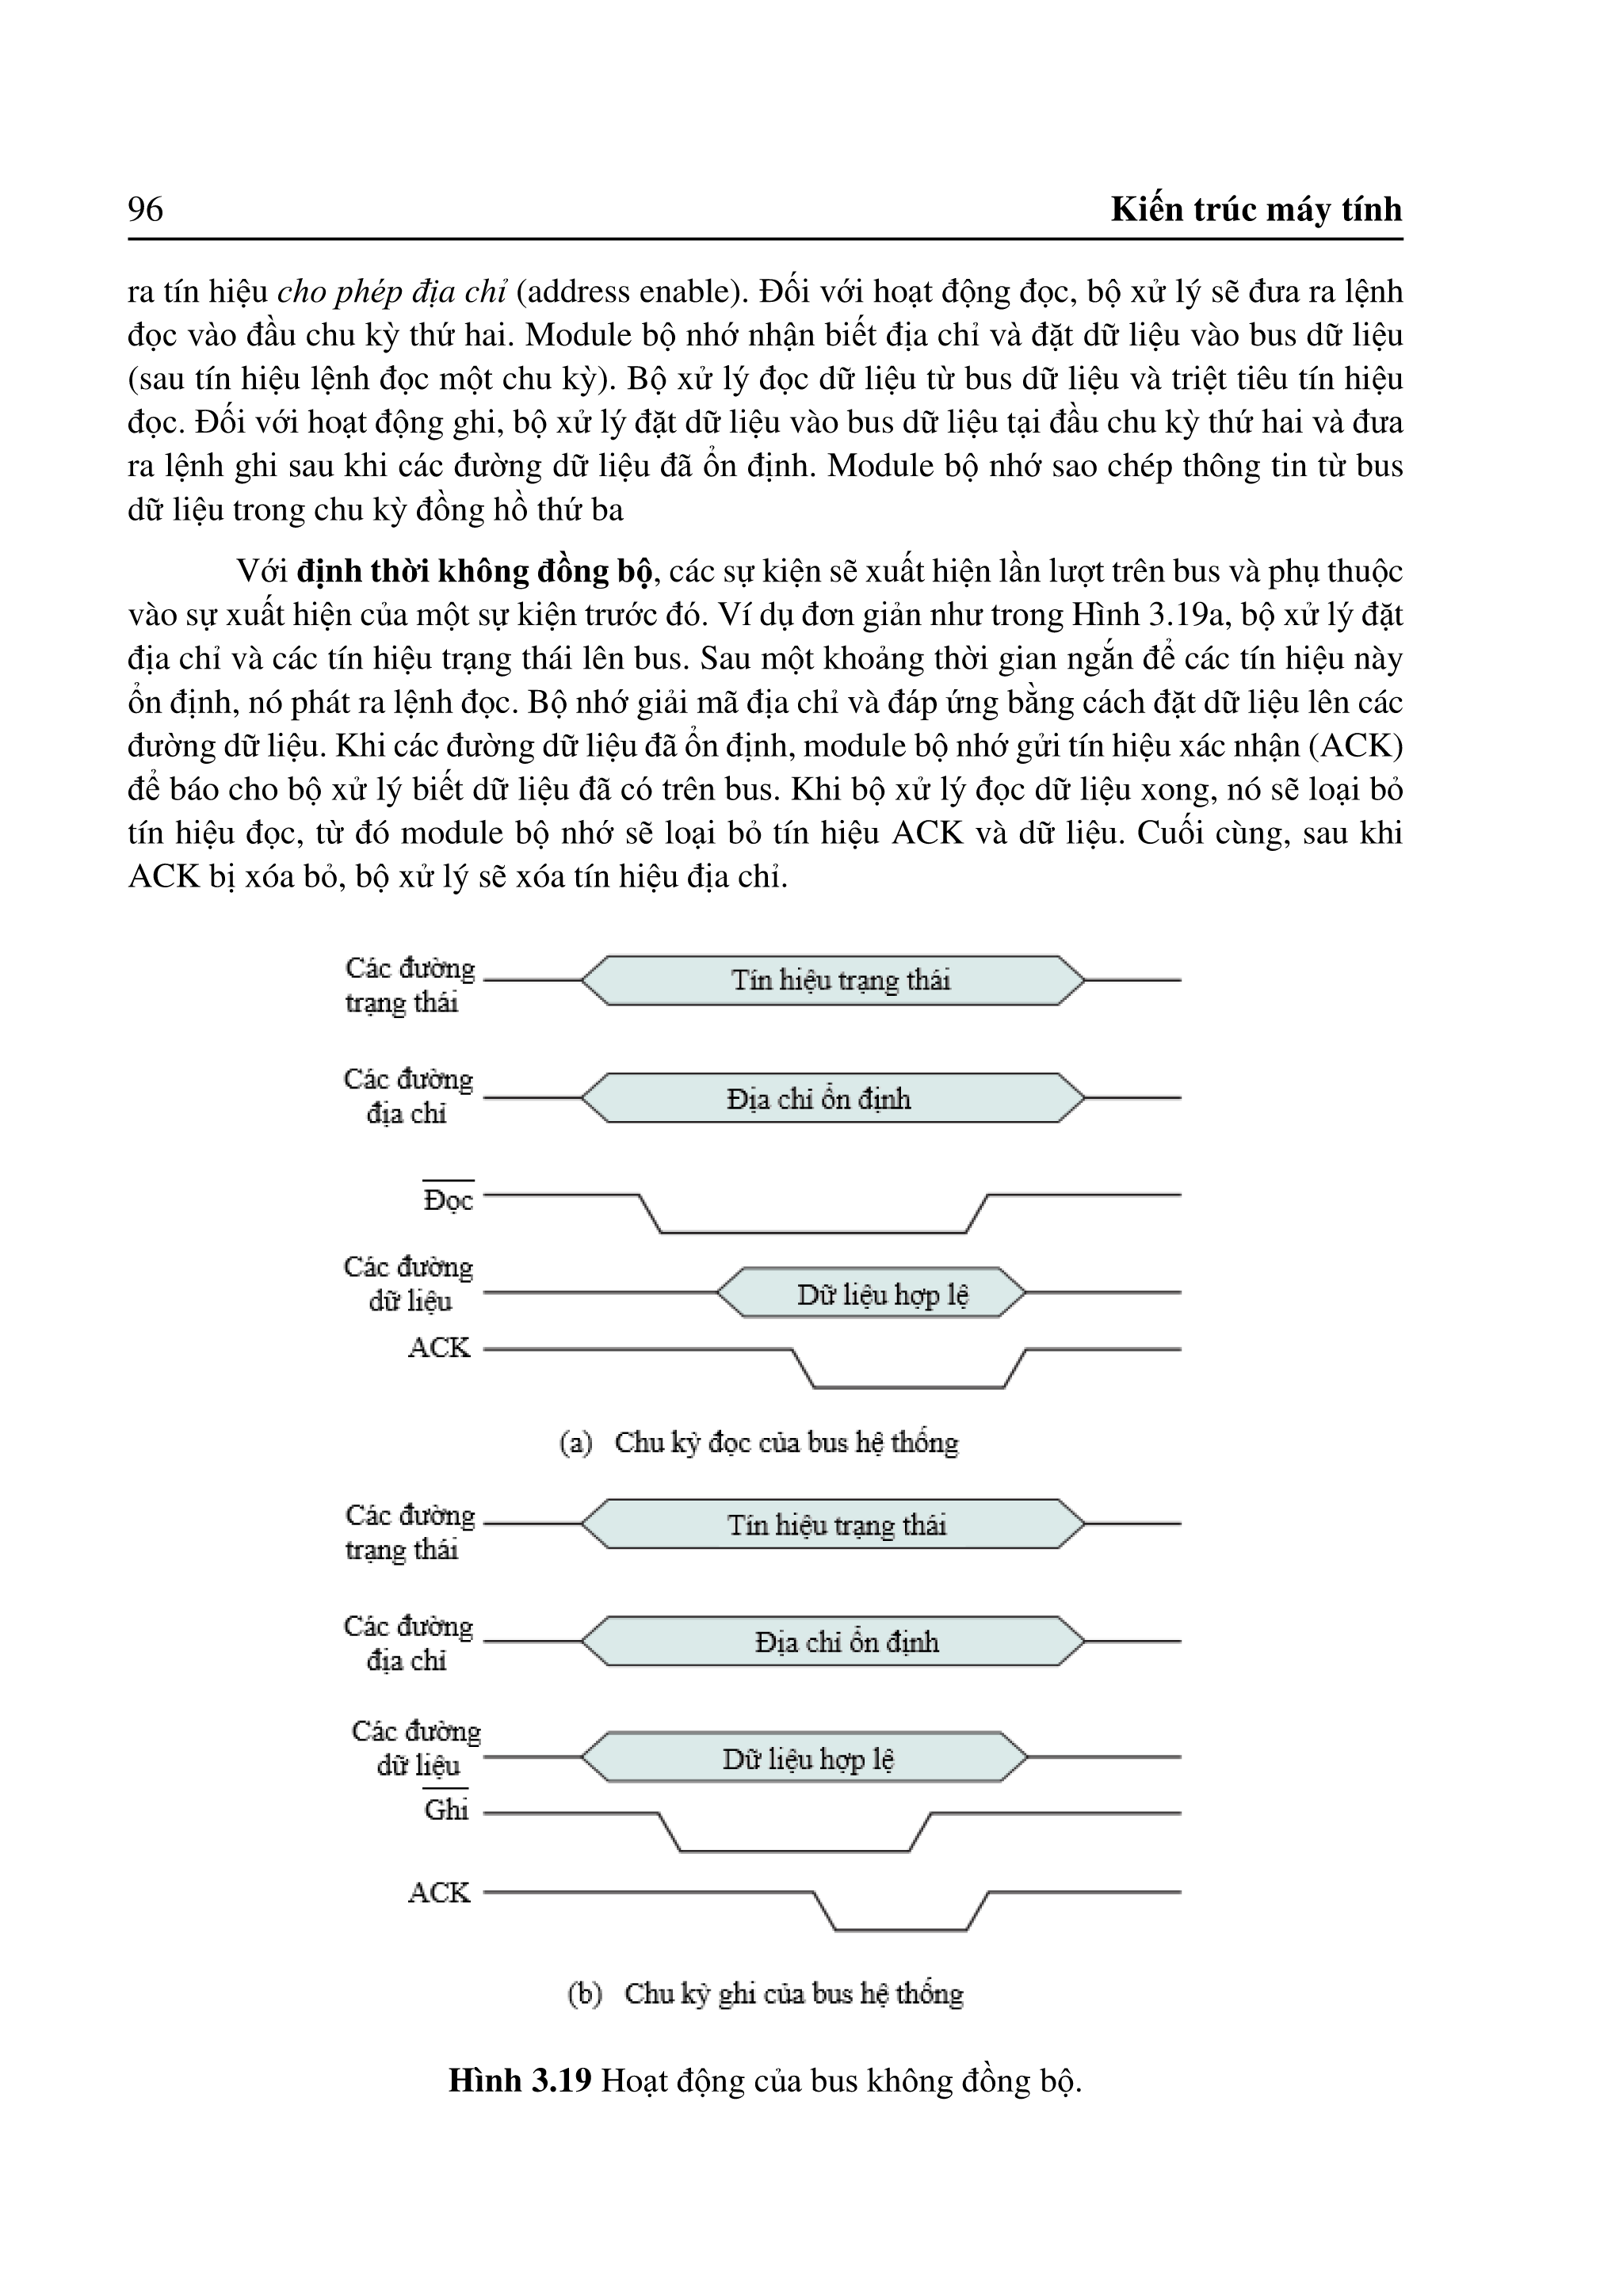 96 Kiến trúc máy tính
ra tín hiệu cho phép địa chỉ (address enable). Đối với hoạt động đọc, bộ xử lý sẽ đưa ra lệnh
đọc vào đầu chu kỳ thứ hai. Module bộ nhớ nhận biết địa chỉ và đặt dữ liệu vào bus dữ liệu
(sau tín hiệu lệnh đọc một chu kỳ). Bộ xử lý đọc dữ liệu từ bus dữ liệu và triệt tiêu tín hiệu
đọc. Đối với hoạt động ghi, bộ xử lý đặt dữ liệu vào bus dữ liệu tại đầu chu kỳ thứ hai và đưa
ra lệnh ghi sau khi các đường dữ liệu đã ổn định. Module bộ nhớ sao chép thông tin từ bus
dữ liệu trong chu kỳ đồng hồ thứ ba
Với định thời không đồng bộ, các sự kiện sẽ xuất hiện lần lượt trên bus và phụ thuộc
vào sự xuất hiện của một sự kiện trước đó. Ví dụ đơn giản như trong Hình 3.19a, bộ xử lý đặt
địa chỉ và các tín hiệu trạng thái lên bus. Sau một khoảng thời gian ngắn để các tín hiệu này
ổn định, nó phát ra lệnh đọc. Bộ nhớ giải mã địa chỉ và đáp ứng bằng cách đặt dữ liệu lên các
đường dữ liệu. Khi các đường dữ liệu đã ổn định, module bộ nhớ gửi tín hiệu xác nhận (ACK)
để báo cho bộ xử lý biết dữ liệu đã có trên bus. Khi bộ xử lý đọc dữ liệu xong, nó sẽ loại bỏ
tín hiệu đọc, từ đó module bộ nhớ sẽ loại bỏ tín hiệu ACK và dữ liệu. Cuối cùng, sau khi
ACK bị xóa bỏ, bộ xử lý sẽ xóa tín hiệu địa chỉ.
Các đường
trạng thái
Tín hiệu trạng thái
Các đường
địa chỉ
Địa chỉ ổn định
Đọc
Các đường
dữ liệu
Dữ liệu hợp lệ
ACK
(a) Chu kỳ đọc của bus hệ thống
Các đường
trạng thái
Tín hiệu trạng thái
Các đường
địa chỉ
Địa chỉ ổn định
Các đường
dữ liệu
Dữ liệu hợp lệ
Ghi
ACK
(b) Chu kỳ ghi của bus hệ thống
Hình 3.19 Hoạt động của bus không đồng bộ.